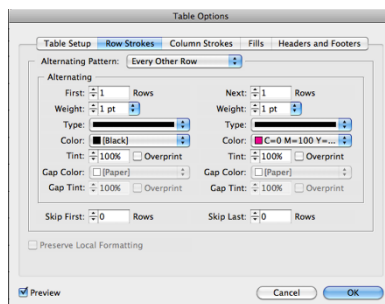 Table Options
Table Setup Row Strokes Column Strokes Fills Headers and Footers
Alternating Pattern: Every Other Row
Alternating
First: 1 Rows Next: 1 Rows
Weight: 1 pt Weight: 1 pt
Type: Type:
Color: [Black] Color: C=0 M=100 Y=...
Tint: 100% Overprint Tint: 100% Overprint
Gap Color: [Paper] Gap Color: [Paper]
Gap Tint: 100% Overprint Gap Tint: 100% Overprint
Skip First: 0 Rows Skip Last: 0 Rows
Preserve Local Formatting
Preview Cancel OK